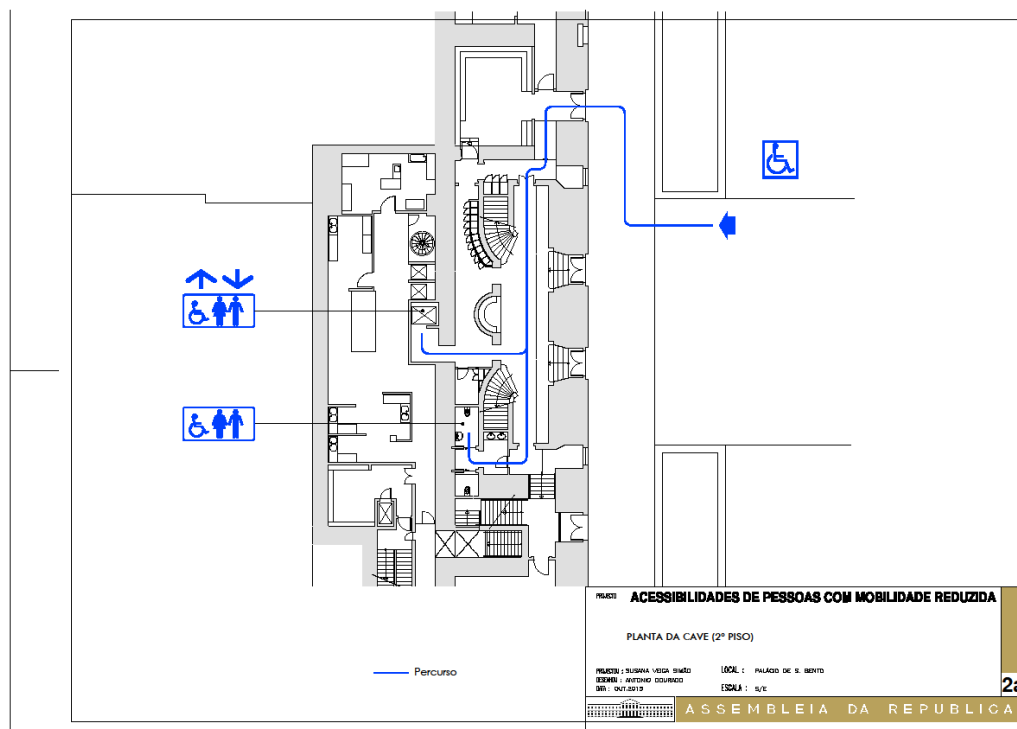 Percurso
PROJECTO ACESSIBILIDADES DE PESSOAS COM MOBILIDADE REDUZIDA
PLANTA DA CAVE (2º PISO)
PROJECTOU : SUSANA VEIGA SIMÃO LOCAL : PALÁCIO DE S. BENTO
DESENHOU : ANTONIO DOURADO
DATA : OUT.2019 ESCALA : S/E
2a
ASSEMBLEIA DA REPUBLICA